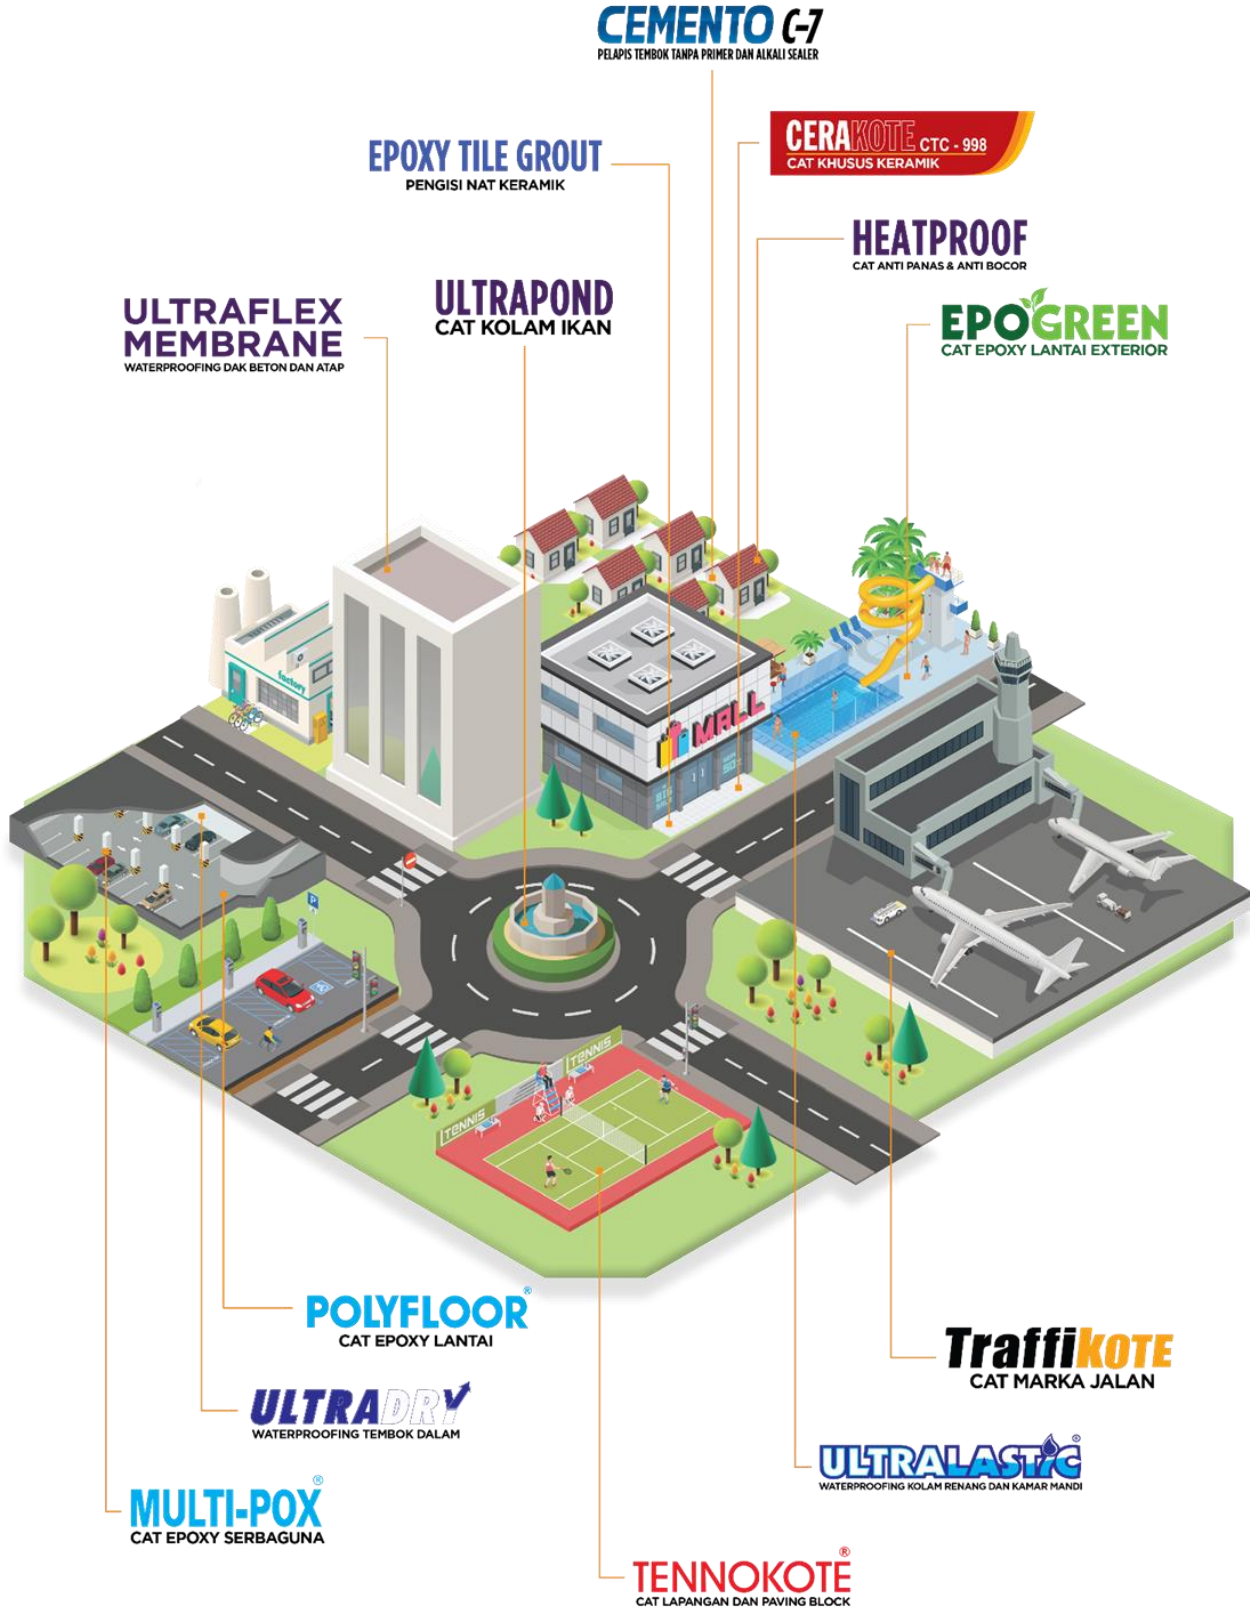 CEMENTO C-7
PELAPIS TEMBOK TANPA PRIMER DAN ALKALI SEALER
CERAKOTE CTC - 998
CAT KHUSUS KERAMIK
EPOXY TILE GROUT
PENGISI NAT KERAMIK
HEATPROOF
CAT ANTI PANAS & ANTI BOCOR
ULTRAPOND
CAT KOLAM IKAN
ULTRAFLEX
MEMBRANE
WATERPROOFING DAK BETON DAN ATAP
EPOGREEN
CAT EPOXY LANTAI EXTERIOR
factory
MALL
P
TENNIS
TENNIS
POLYFLOOR®
CAT EPOXY LANTAI
TraffiKOTE
CAT MARKA JALAN
ULTRADRY
WATERPROOFING TEMBOK DALAM
ULTRALASTIC®
WATERPROOFING KOLAM RENANG DAN KAMAR MANDI
MULTI-POX®
CAT EPOXY SERBAGUNA
TENNOKOTE®
CAT LAPANGAN DAN PAVING BLOCK